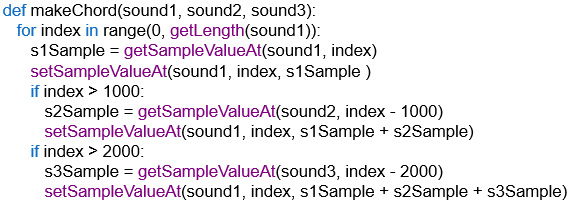 def makeChord(sound1, sound2, sound3):
  for index in range(0, getLength(sound1)):
    s1Sample = getSampleValueAt(sound1, index)
    setSampleValueAt(sound1, index, s1Sample )
    if index > 1000:
      s2Sample = getSampleValueAt(sound2, index - 1000)
      setSampleValueAt(sound1, index, s1Sample + s2Sample)
    if index > 2000:
      s3Sample = getSampleValueAt(sound3, index - 2000)
      setSampleValueAt(sound1, index, s1Sample + s2Sample + s3Sample)